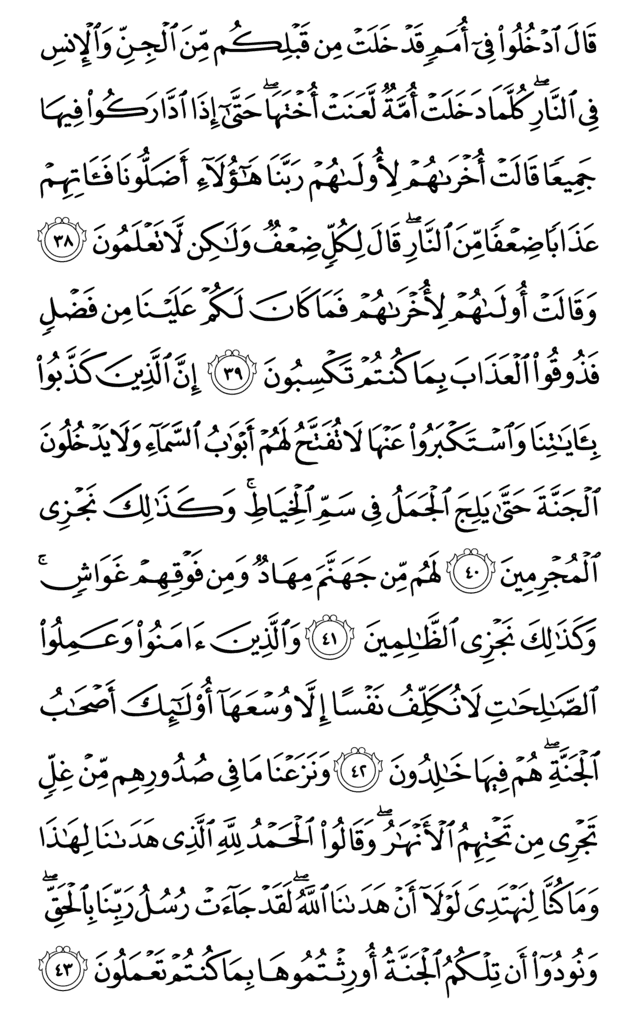 قَالَ ٱدۡخُلُواْ فِيٓ أُمَمٖ قَدۡ خَلَتۡ مِن قَبۡلِكُم مِّنَ ٱلۡجِنِّ وَٱلۡإِنسِ
فِي ٱلنَّارِۖ كُلَّمَا دَخَلَتۡ أُمَّةٞ لَّعَنَتۡ أُخۡتَهَاۖ حَتَّىٰٓ إِذَا ٱدَّارَكُواْ فِيهَا
جَمِيعٗا قَالَتۡ أُخۡرَىٰهُمۡ لِأُولَىٰهُمۡ رَبَّنَا هَٰٓؤُلَآءِ أَضَلُّونَا فَـَٔاتِهِمۡ
عَذَابٗا ضِعۡفٗا مِّنَ ٱلنَّارِۖ قَالَ لِكُلّٖ ضِعۡفٞ وَلَٰكِن لَّا تَعۡلَمُونَ ٣٨
وَقَالَتۡ أُولَىٰهُمۡ لِأُخۡرَىٰهُمۡ فَمَا كَانَ لَكُمۡ عَلَيۡنَا مِن فَضۡلٖ
فَذُوقُواْ ٱلۡعَذَابَ بِمَا كُنتُمۡ تَكۡسِبُونَ ٣٩ إِنَّ ٱلَّذِينَ كَذَّبُواْ
بِـَٔايَٰتِنَا وَٱسۡتَكۡبَرُواْ عَنۡهَا لَا تُفَتَّحُ لَهُمۡ أَبۡوَٰبُ ٱلسَّمَآءِ وَلَا يَدۡخُلُونَ
ٱلۡجَنَّةَ حَتَّىٰ يَلِجَ ٱلۡجَمَلُ فِي سَمِّ ٱلۡخِيَاطِۚ وَكَذَٰلِكَ نَجۡزِي
ٱلۡمُجۡرِمِينَ ٤٠ لَهُم مِّن جَهَنَّمَ مِهَادٞ وَمِن فَوۡقِهِمۡ غَوَاشٖۚ
وَكَذَٰلِكَ نَجۡزِي ٱلظَّٰلِمِينَ ٤١ وَٱلَّذِينَ ءَامَنُواْ وَعَمِلُواْ
ٱلصَّٰلِحَٰتِ لَا نُكَلِّفُ نَفۡسًا إِلَّا وُسۡعَهَآ أُوْلَٰٓئِكَ أَصۡحَٰبُ
ٱلۡجَنَّةِۖ هُمۡ فِيهَا خَٰلِدُونَ ٤٢ وَنَزَعۡنَا مَا فِي صُدُورِهِم مِّنۡ غِلّٖ
تَجۡرِي مِن تَحۡتِهِمُ ٱلۡأَنۡهَٰرُۖ وَقَالُواْ ٱلۡحَمۡدُ لِلَّهِ ٱلَّذِي هَدَىٰنَا لِهَٰذَا
وَمَا كُنَّا لِنَهۡتَدِيَ لَوۡلَآ أَنۡ هَدَىٰنَا ٱللَّهُۖ لَقَدۡ جَآءَتۡ رُسُلُ رَبِّنَا بِٱلۡحَقِّۖ
وَنُودُوٓاْ أَن تِلۡكُمُ ٱلۡجَنَّةُ أُورِثۡتُمُوهَا بِمَا كُنتُمۡ تَعۡمَلُونَ ٤٣